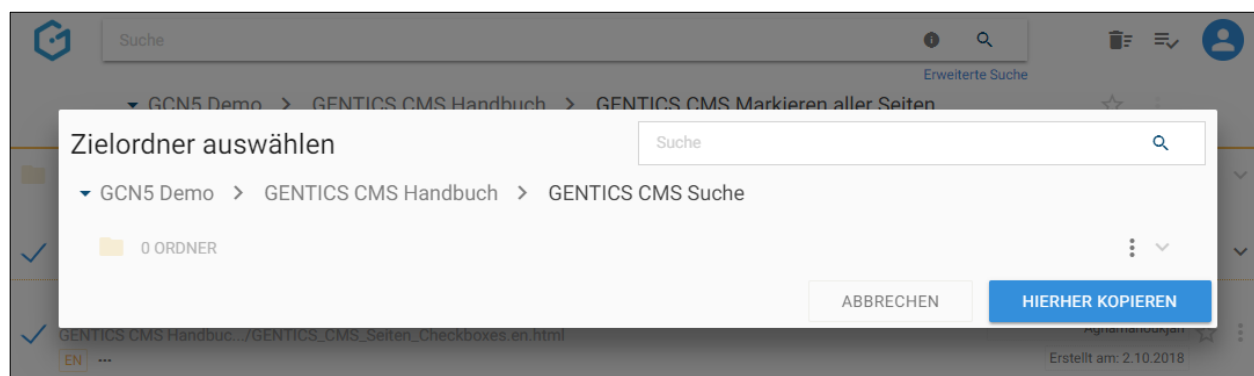 Suche
Erweiterte Suche
GCN5 Demo > GENTICS CMS Handbuch > GENTICS CMS Markieren aller Seiten
Zielordner auswählen
Suche
GCN5 Demo > GENTICS CMS Handbuch > GENTICS CMS Suche
0 ORDNER
ABBRECHEN
HIERHER KOPIEREN
GENTICS CMS Handbuc.../GENTICS_CMS_Seiten_Checkboxes.en.html
EN ...
Erstellt am: 2.10.2018